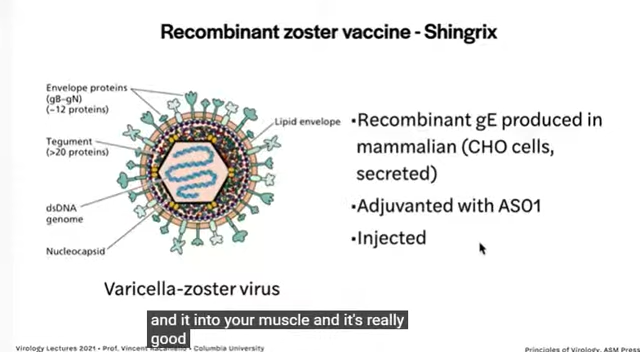 Recombinant zoster vaccine - Shingrix
Envelope proteins
(gB-gN)
(~12 proteins)
Tegument
(>20 proteins)
dsDNA
genome
Nucleocapsid
Lipid envelope
Varicella-zoster virus
•Recombinant gE produced in
mammalian (CHO cells,
secreted)
•Adjuvanted with AS01
•Injected
and it into your muscle and it's really
good
Virology Lectures 2021 • Prof. Vincent • Columbia University
Principles of Virology, ASM Press